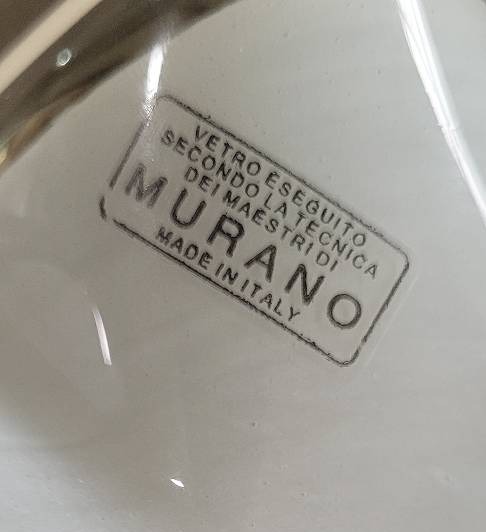 VETRO ESEGUITO
SECONDO LA TECNICA
DEI MAESTRI DI
MURANO
MADE IN ITALY